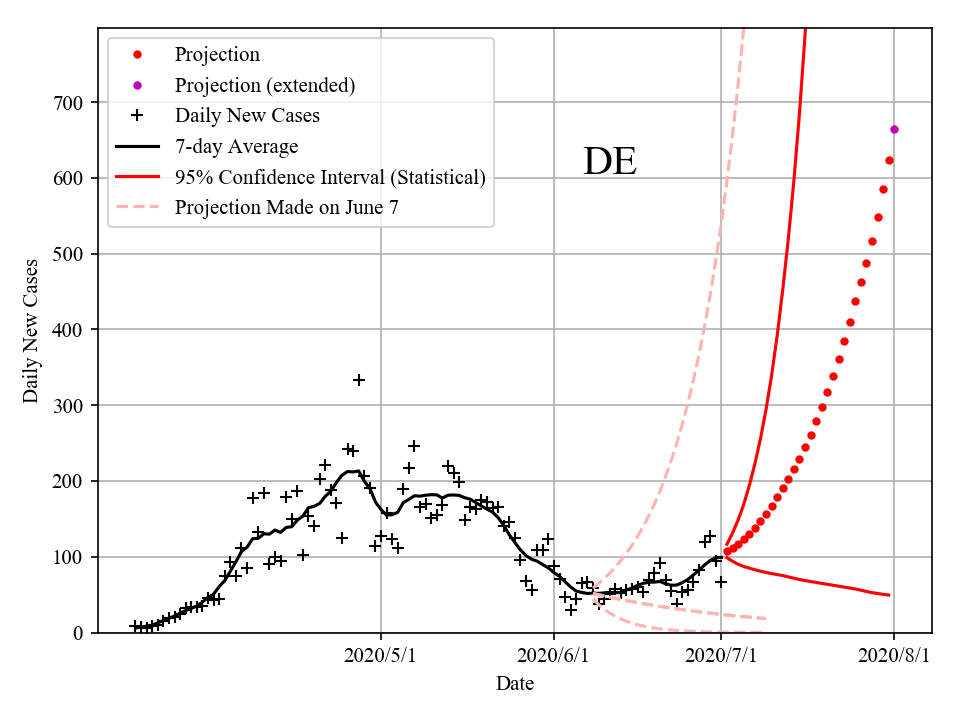 Projection
Projection (extended)
Daily New Cases
7-day Average
95% Confidence Interval (Statistical)
Projection Made on June 7
DE
700
600
500
400
300
200
100
0
Daily New Cases
2020/5/1
2020/6/1
2020/7/1
2020/8/1
Date